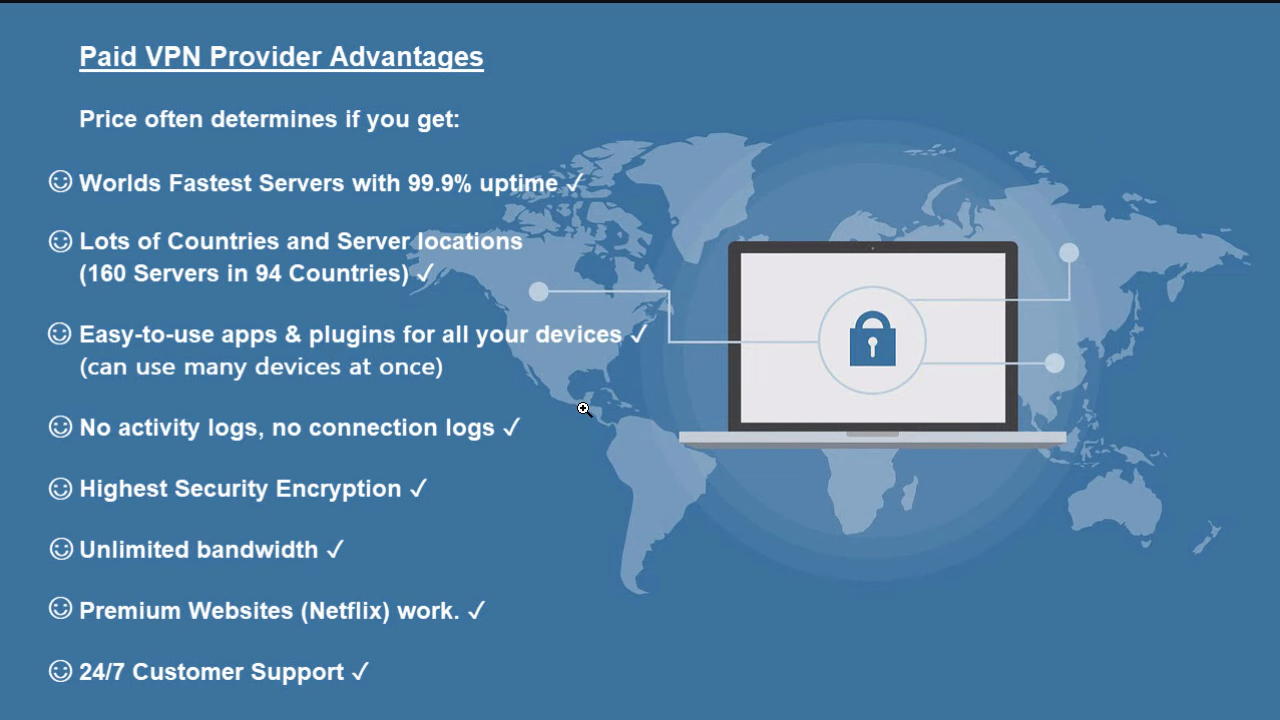 Paid VPN Provider Advantages
Price often determines if you get:
Worlds Fastest Servers with 99.9% uptime ✓
Lots of Countries and Server locations
(160 Servers in 94 Countries) ✓
Easy-to-use apps & plugins for all your devices ✓
(can use many devices at once)
No activity logs, no connection logs ✓
Highest Security Encryption ✓
Unlimited bandwidth ✓
Premium Websites (Netflix) work. ✓
24/7 Customer Support ✓